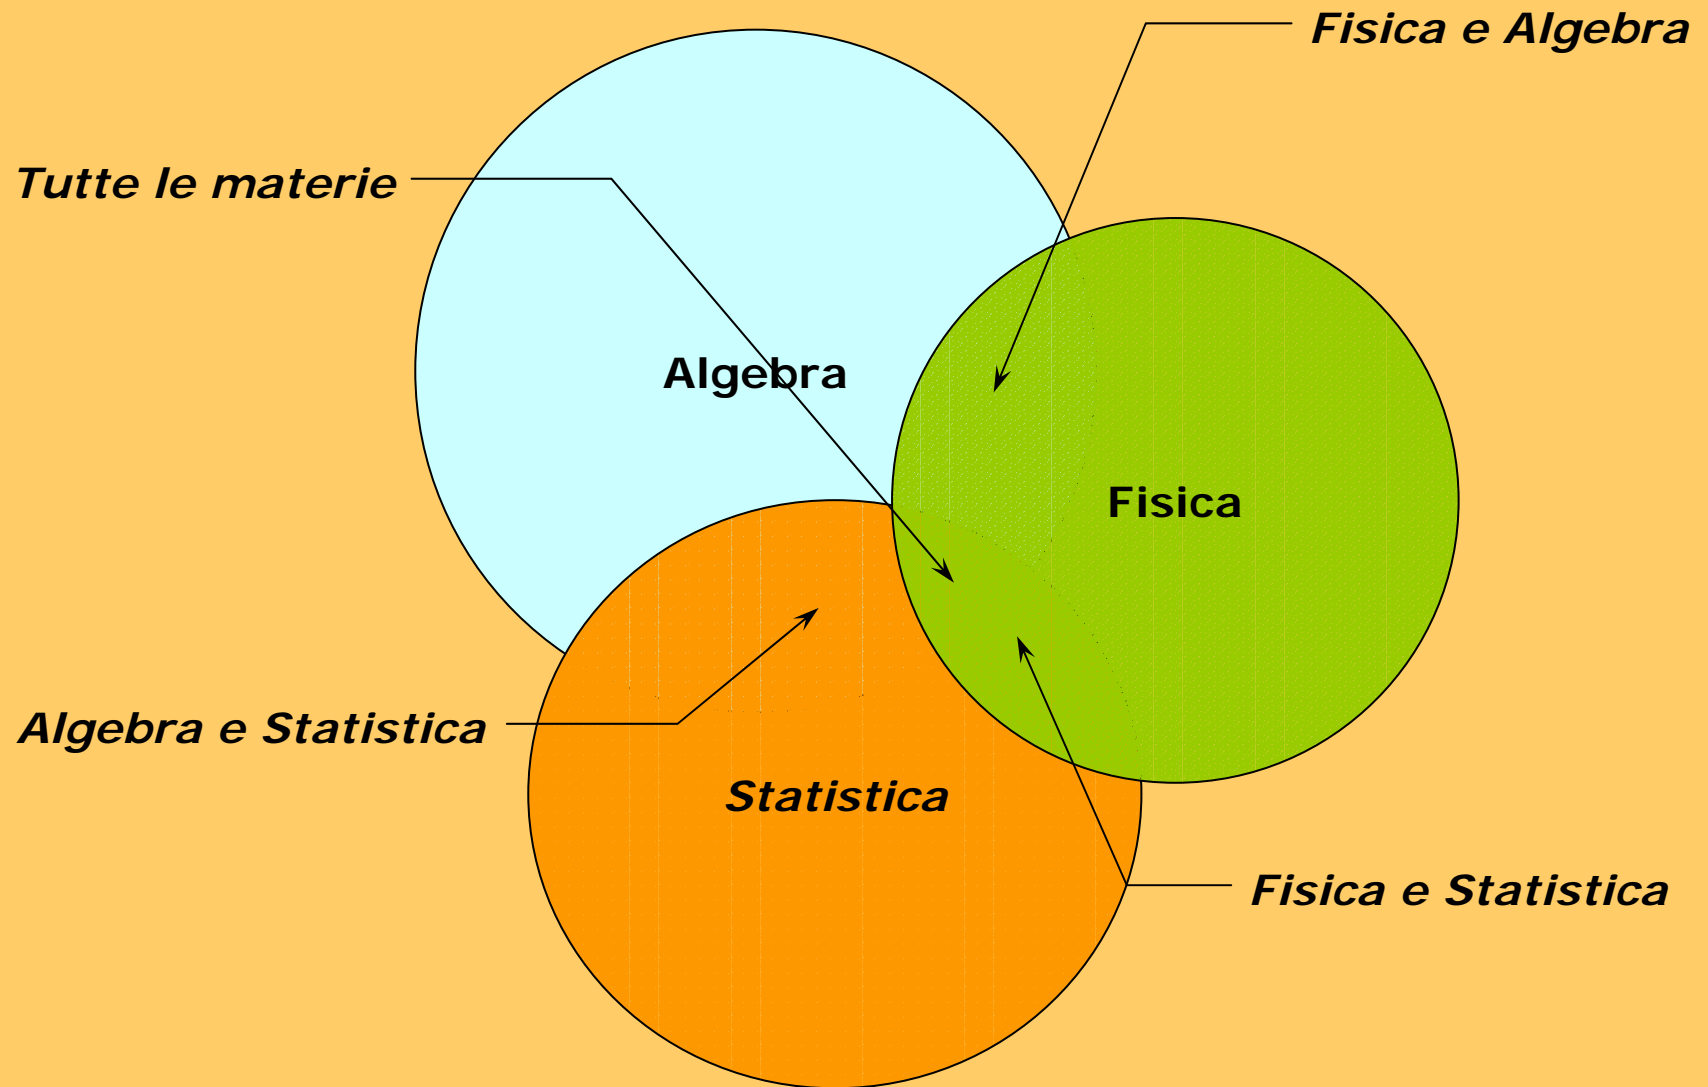 Fisica e Algebra
Tutte le materie
Algebra
Fisica
Algebra e Statistica
Statistica
Fisica e Statistica